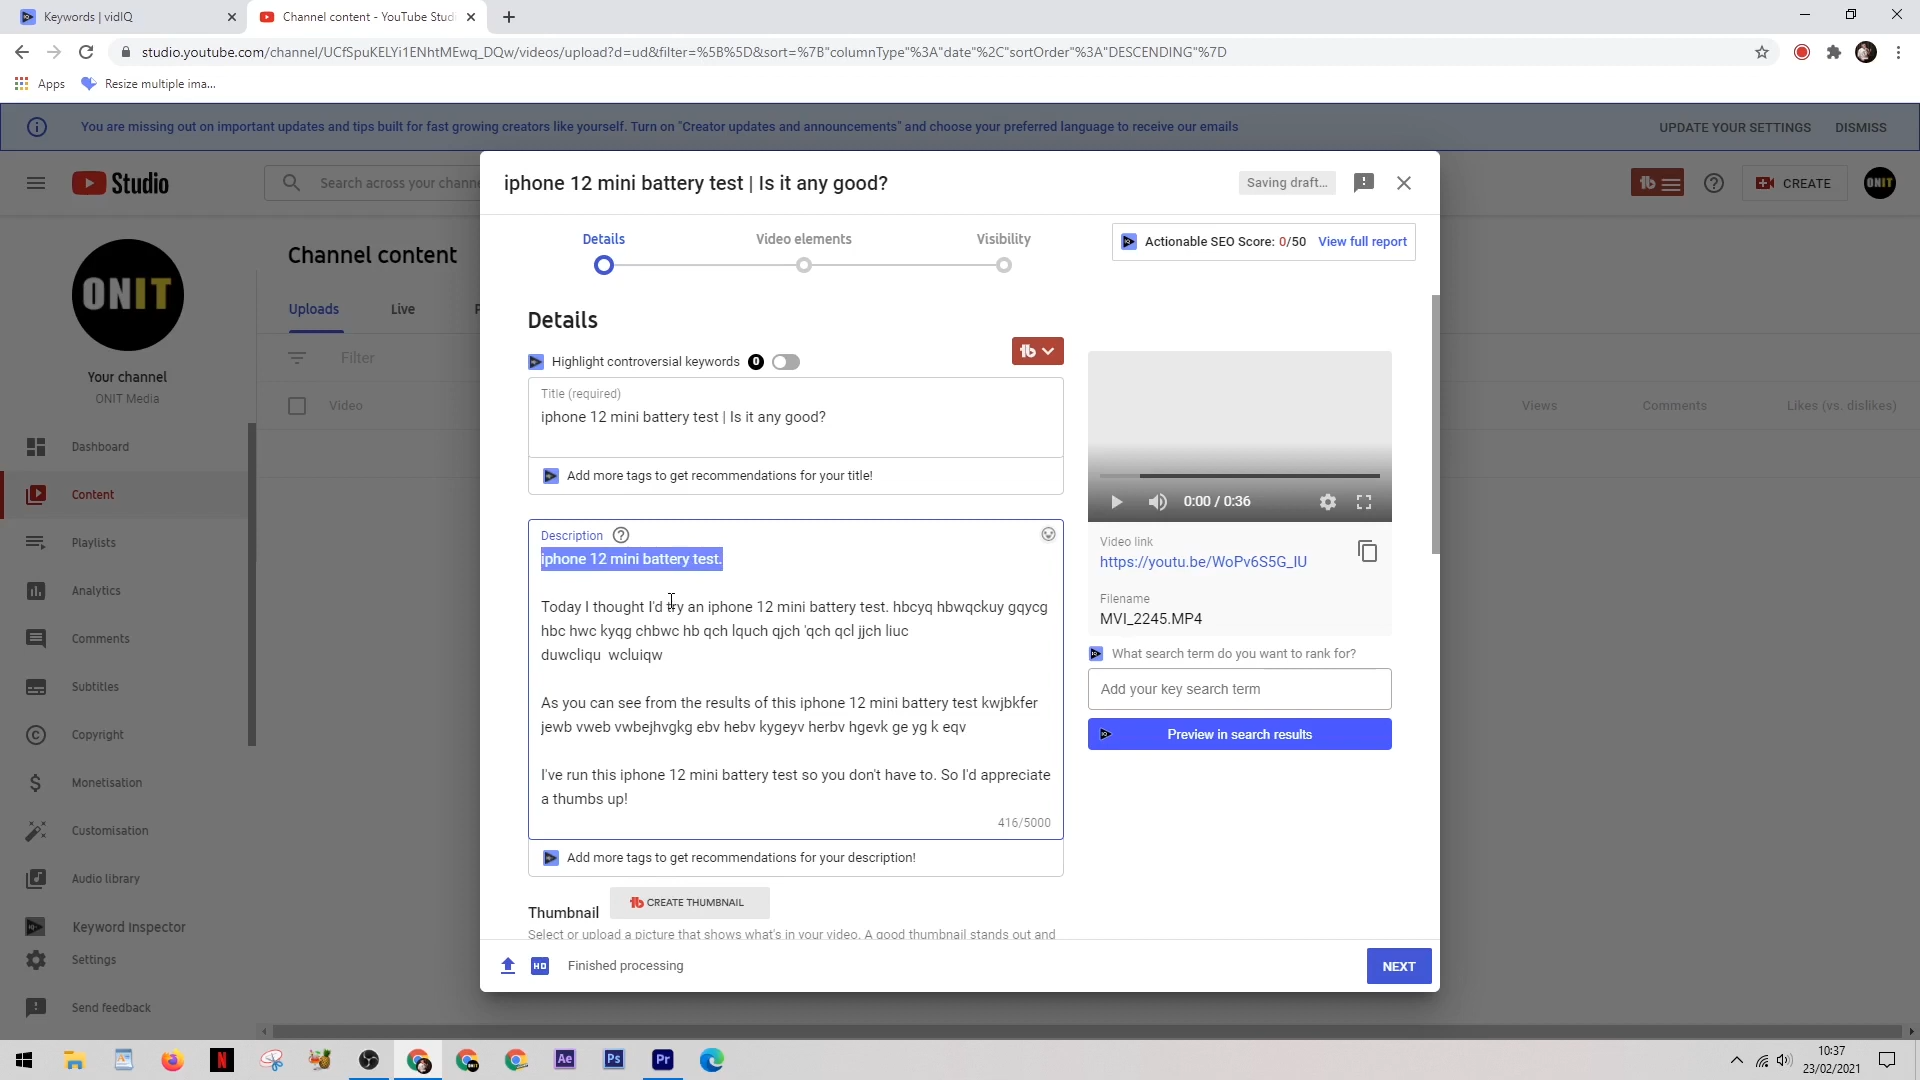 Keywords | vidIQ
Channel content - YouTube Studi
studio.youtube.com/channel/UCfSpuKELYi1ENhtMEwq_DQw/videos/upload?d=ud&filter=%5B%5D&sort=%7B"columnType"%3A"date"%2C"sortOrder"%3A"DESCENDING"%7D
Apps
Resize multiple ima...
You are missing out on important updates and tips built for fast growing creators like yourself. Turn on "Creator updates and announcements" and choose your preferred language to receive our emails
UPDATE YOUR SETTINGS
DISMISS
Studio
Search across your channe
CREATE
ONIT
iphone 12 mini battery test | Is it any good?
Saving draft...
Details
Video elements
Visibility
Actionable SEO Score: 0/50 View full report
ONIT
Your channel
ONIT Media
Dashboard
Content
Playlists
Analytics
Comments
Subtitles
Copyright
Monetisation
Customisation
Audio library
Keyword Inspector
Settings
Send feedback
Channel content
Uploads
Live
P
Filter
Video
Views
Comments
Likes (vs. dislikes)
Details
Highlight controversial keywords 0
Title (required)
iphone 12 mini battery test | Is it any good?
Add more tags to get recommendations for your title!
Description
iphone 12 mini battery test.
Today I thought I'd try an iphone 12 mini battery test. hbcyq hbwqckuy gqycg
hbc hwc kyqg chbwc hb qch lquch qjch 'qch qcl jjch liuc
duwcliqu wcluiqw
As you can see from the results of this iphone 12 mini battery test kwjbkfer
jewb vweb vwbejhvgkg ebv hebv kygeyv herbv hgevk ge yg k eqv
I've run this iphone 12 mini battery test so you don't have to. So I'd appreciate
a thumbs up!
416/5000
Add more tags to get recommendations for your description!
Thumbnail
CREATE THUMBNAIL
Select or upload a picture that shows what's in your video. A good thumbnail stands out and
0:00 / 0:36
Video link
https://youtu.be/WoPv6S5G_IU
Filename
MVI_2245.MP4
What search term do you want to rank for?
Add your key search term
Preview in search results
HD
Finished processing
NEXT
Ae
Ps
Pr
10:37
23/02/2021